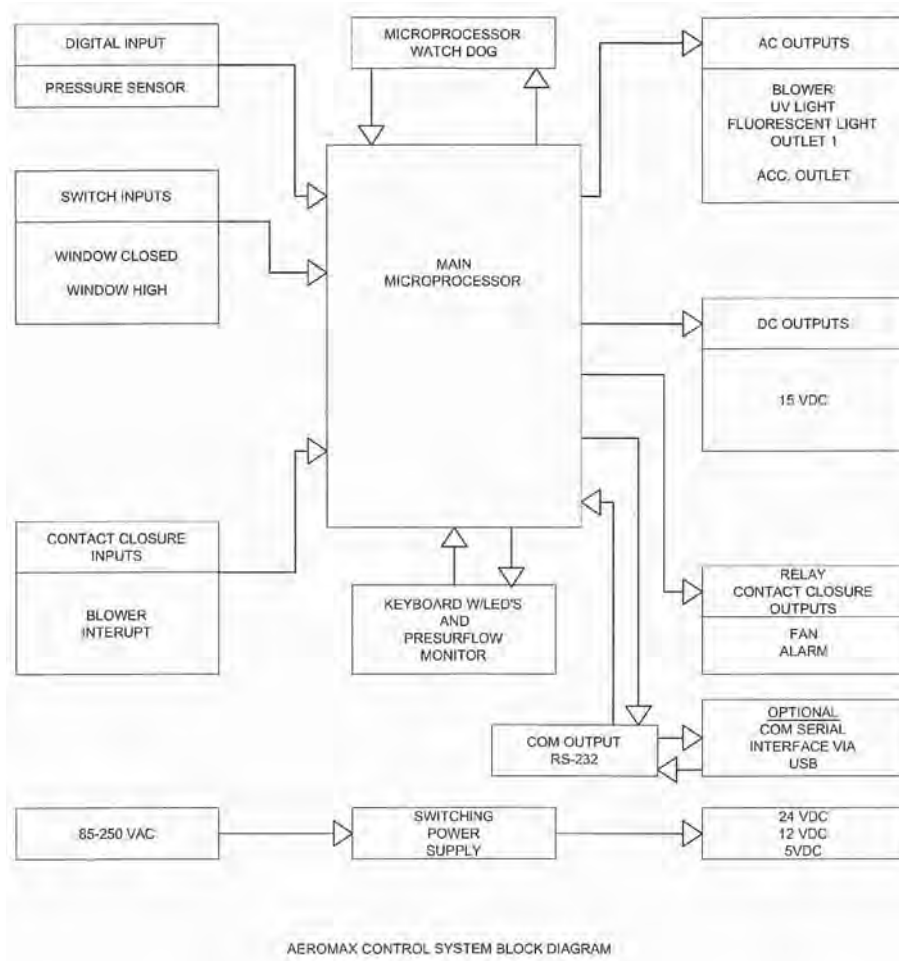 DIGITAL INPUT
PRESSURE SENSOR
MICROPROCESSOR
WATCH DOG
AC OUTPUTS
BLOWER
UV LIGHT
FLUORESCENT LIGHT
OUTLET 1
ACC. OUTLET
SWITCH INPUTS
WINDOW CLOSED
WINDOW HIGH
MAIN
MICROPROCESSOR
DC OUTPUTS
15 VDC
CONTACT CLOSURE
INPUTS
BLOWER
INTERUPT
KEYBOARD W/LED'S
AND
PRESURFLOW
MONITOR
RELAY
CONTACT CLOSURE
OUTPUTS
FAN
ALARM
COM OUTPUT
RS-232
OPTIONAL
COM SERIAL
INTERFACE VIA
USB
85-250 VAC
SWITCHING
POWER
SUPPLY
24 VDC
12 VDC
5VDC
AEROMAX CONTROL SYSTEM BLOCK DIAGRAM